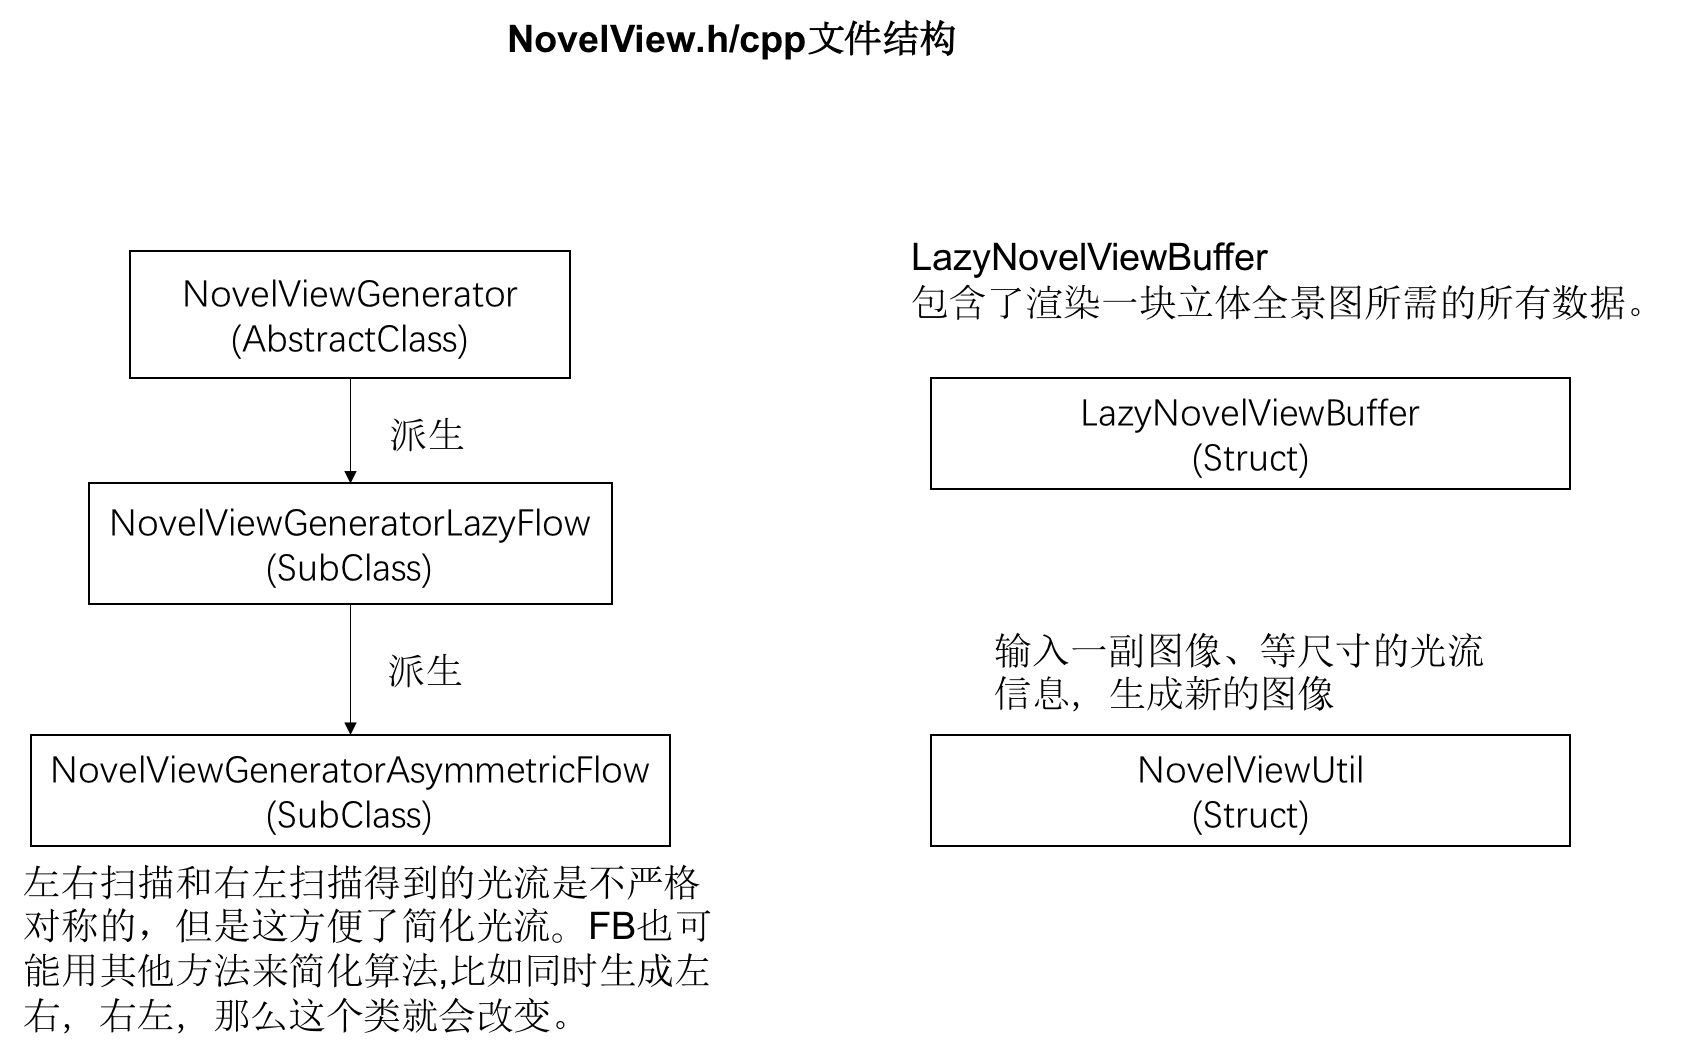 NovelView.h/cpp文件结构
NovelViewGenerator
(AbstractClass)
派生
NovelViewGeneratorLazyFlow
(SubClass)
派生
NovelViewGeneratorAsymmetricFlow
(SubClass)
左右扫描和右左扫描得到的光流是不严格
对称的，但是这方便了简化光流。FB也可
能用其他方法来简化算法,比如同时生成左
右，右左，那么这个类就会改变。
LazyNovelViewBuffer
包含了渲染一块立体全景图所需的所有数据。
LazyNovelViewBuffer
(Struct)
输入一副图像、等尺寸的光流
信息，生成新的图像
NovelViewUtil
(Struct)